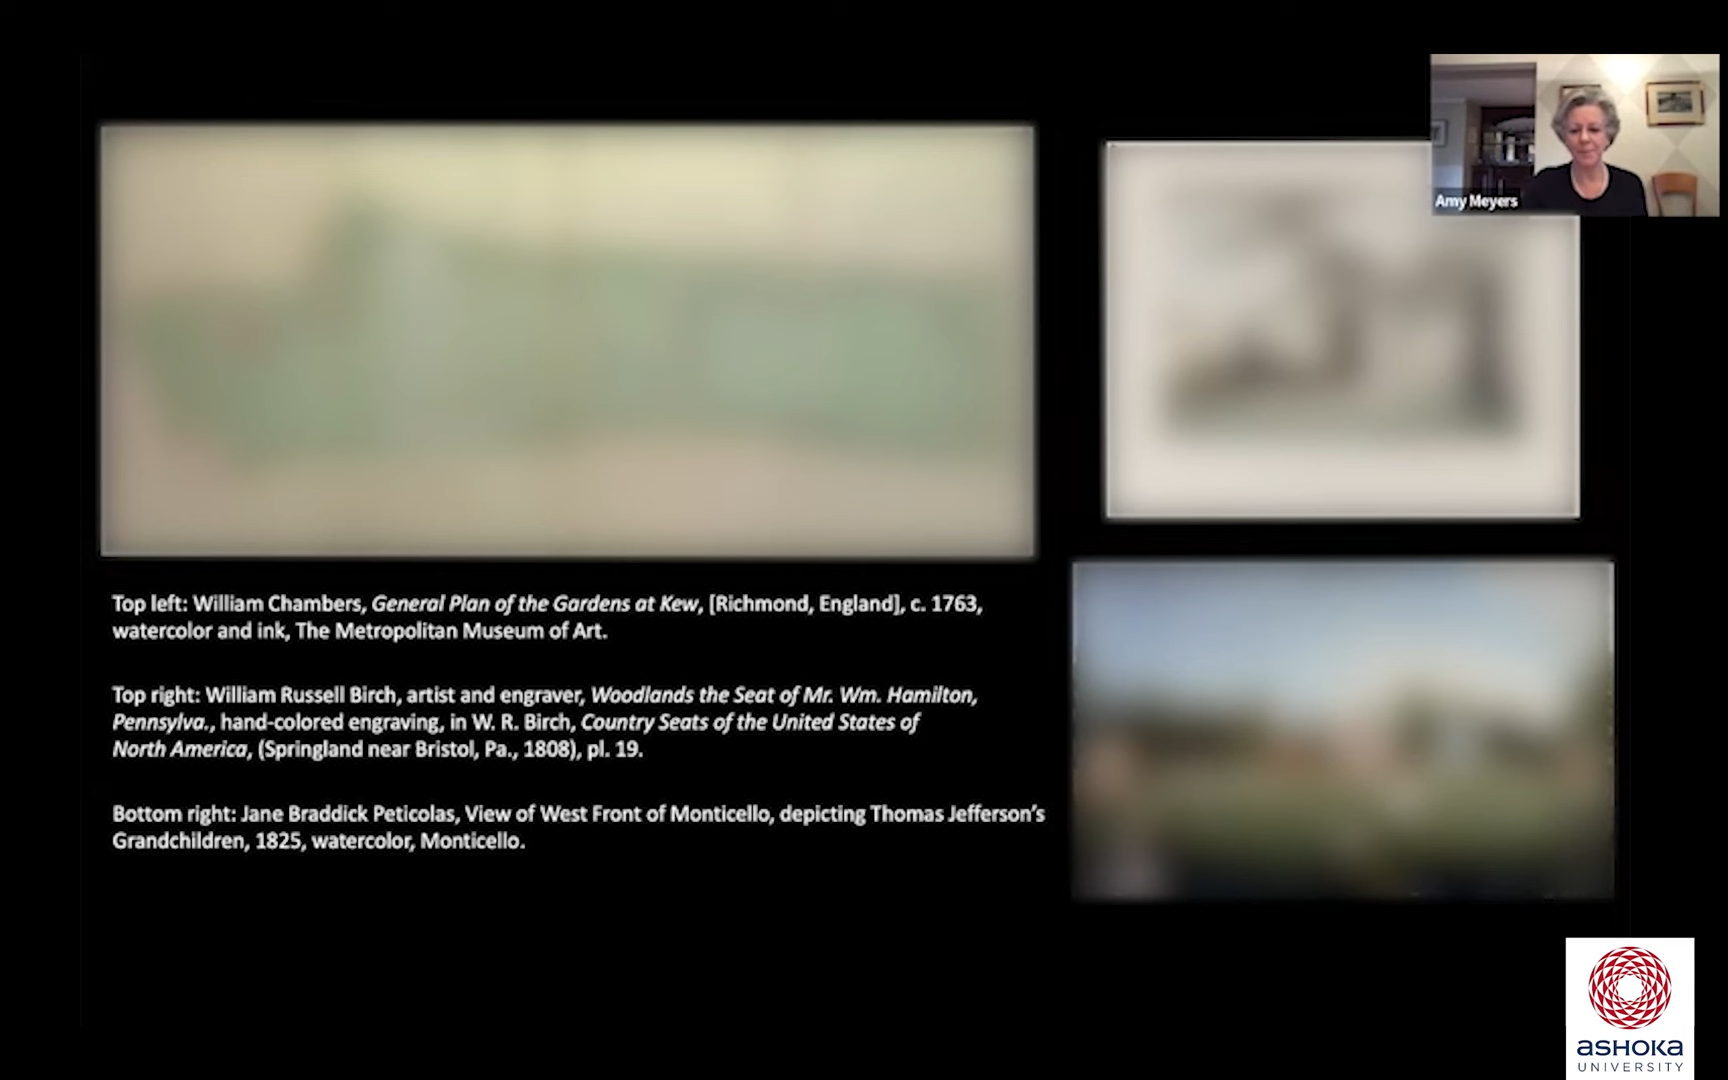 Amy Meyers
Top left: William Chambers, General Plan of the Gardens at Kew, [Richmond, England], c. 1763,
watercolor and ink, The Metropolitan Museum of Art.
Top right: William Russell Birch, artist and engraver, Woodlands the Seat of Mr. Wm. Hamilton,
Pennsylva., hand-colored engraving, in W. R. Birch, Country Seats of the United States of
North America, (Springland near Bristol, Pa., 1808), pl. 19.
Bottom right: Jane Braddick Peticolas, View of West Front of Monticello, depicting Thomas Jefferson's
Grandchildren, 1825, watercolor, Monticello.
ASHOKA
UNIVERSITY